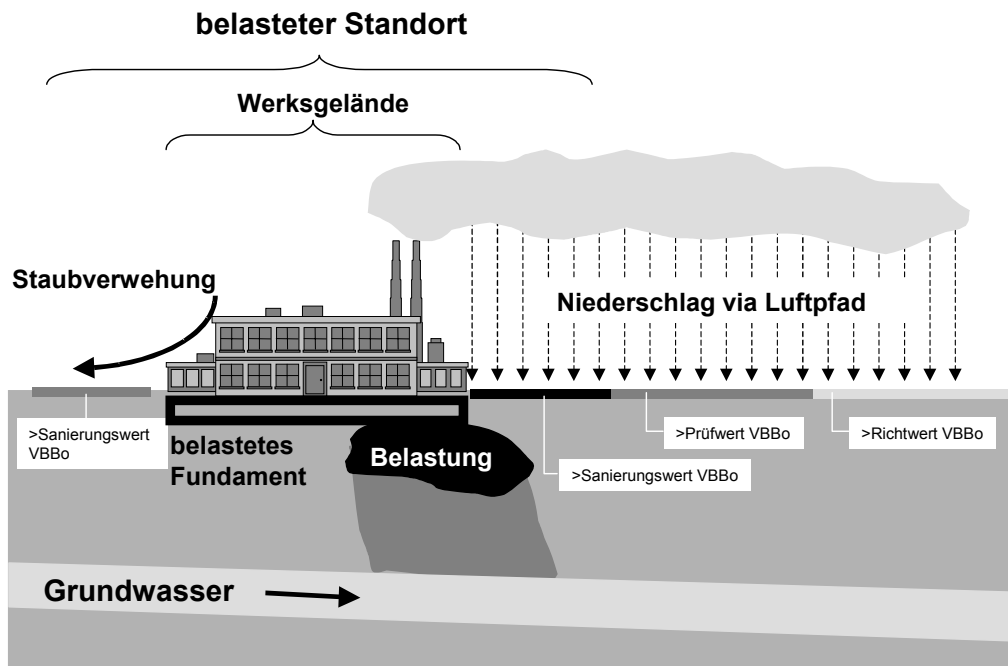 belasteter Standort
Werksgelände
Staubverwehung
Niederschlag via Luftpfad
>Sanierungswert
VBBo
belastetes
Fundament
Belastung
>Prüfwert VBBo
>Richtwert VBBo
>Sanierungswert VBBo
Grundwasser